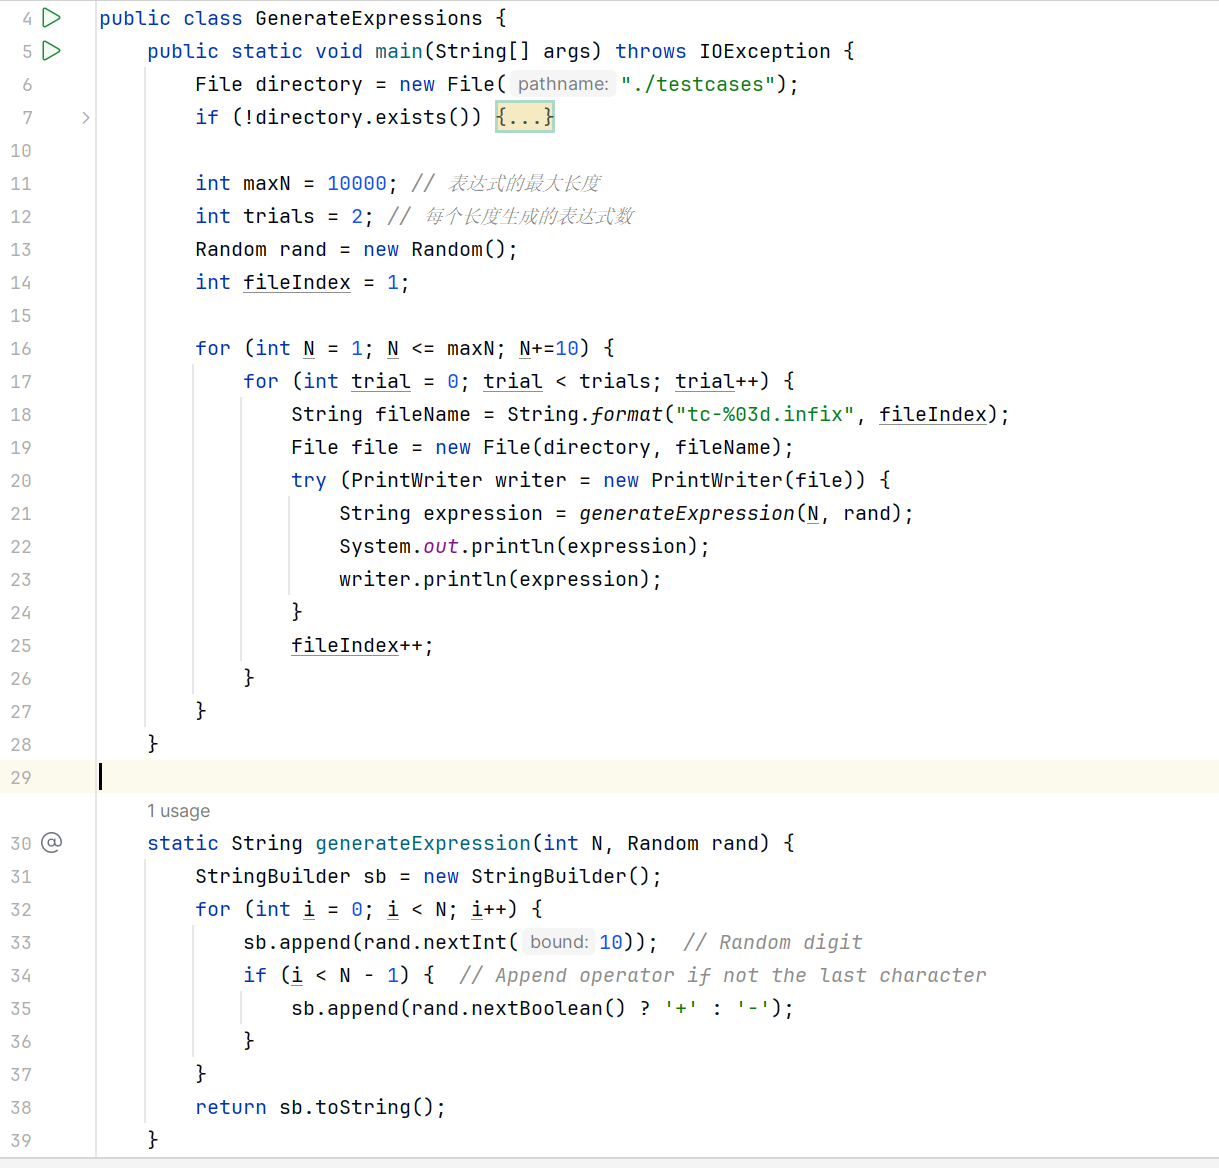 4 public class GenerateExpressions {
5 public static void main(String[] args) throws IOException {
6 File directory = new File( pathname: "./testcases");
7 if (!directory.exists()) {...}
10
11 int maxN = 10000; // 表达式的最大长度
12 int trials = 2; // 每个长度生成的表达式数
13 Random rand = new Random();
14 int fileIndex = 1;
15
16 for (int N = 1; N <= maxN; N+=10) {
17 for (int trial = 0; trial < trials; trial++) {
18 String fileName = String.format("tc-%03d.infix", fileIndex);
19 File file = new File(directory, fileName);
20 try (PrintWriter writer = new PrintWriter(file)) {
21 String expression = generateExpression(N, rand);
22 System.out.println(expression);
23 writer.println(expression);
24 }
25 fileIndex++;
26 }
27 }
28 }
29
1 usage
30 @ static String generateExpression(int N, Random rand) {
31 StringBuilder sb = new StringBuilder();
32 for (int i = 0; i < N; i++) {
33 sb.append(rand.nextInt( bound: 10)); // Random digit
34 if (i < N - 1) { // Append operator if not the last character
35 sb.append(rand.nextBoolean() ? '+' : '-');
36 }
37 }
38 return sb.toString();
39 }